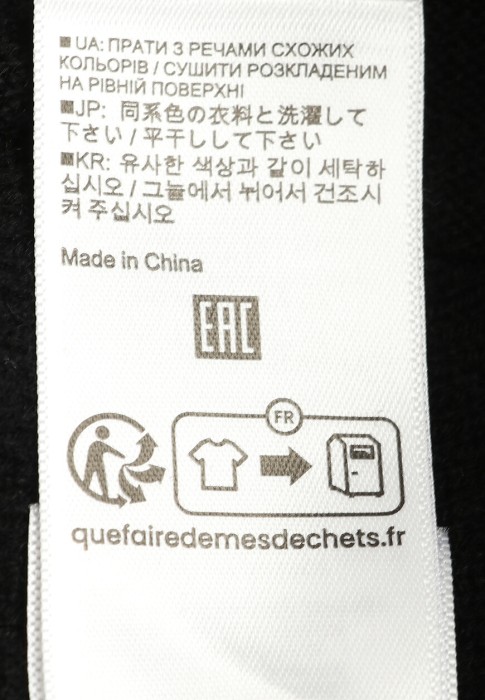 UA: ПРАТИ З РЕЧАМИ СХОЖИХ
КОЛЬОРІВ / СУШИТИ РОЗКЛАДЕНИМ
НА РІВНІЙ ПОВЕРХНІ
JP: 同系色の衣料と洗濯して
下さい / 平干しして下さい
KR: 유사한 색상과 같이 세탁하
십시오 / 그늘에서 뉘어서 건조시
켜 주십시오
Made in China
EAC
FR
quefairedemesdechets.fr